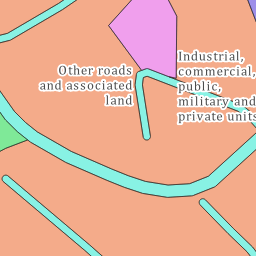 Other roads
and associated
land
Industrial,
commercial,
public,
military and
private units